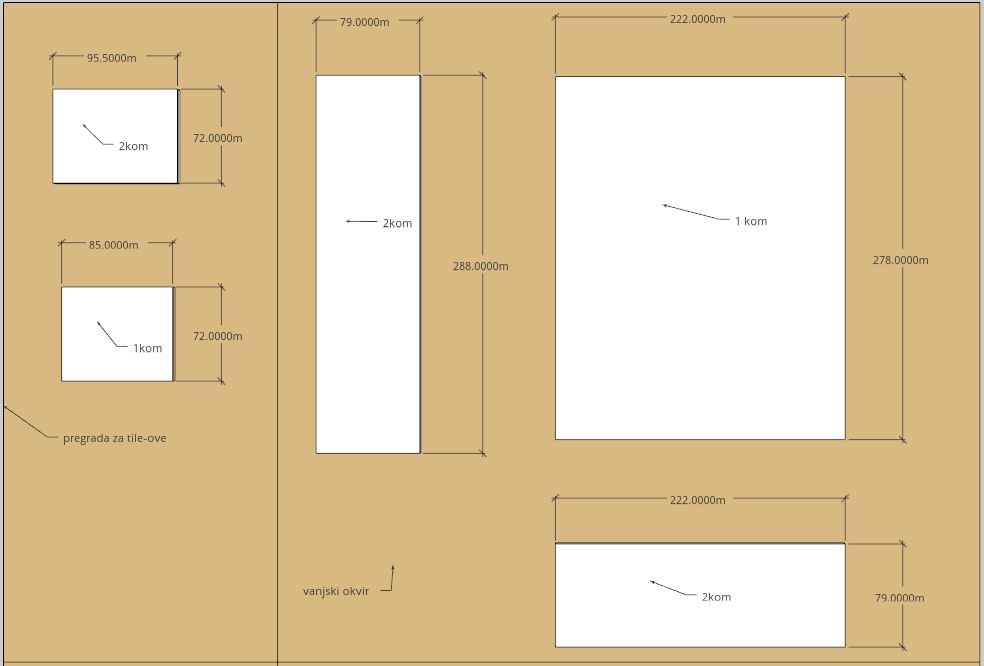 95.5000m
72.0000m
2kom
85.0000m
72.0000m
1kom
pregrada za tile-ove
79.0000m
2kom
288.0000m
vanjski okvir
222.0000m
1 kom
278.0000m
222.0000m
2kom
79.0000m